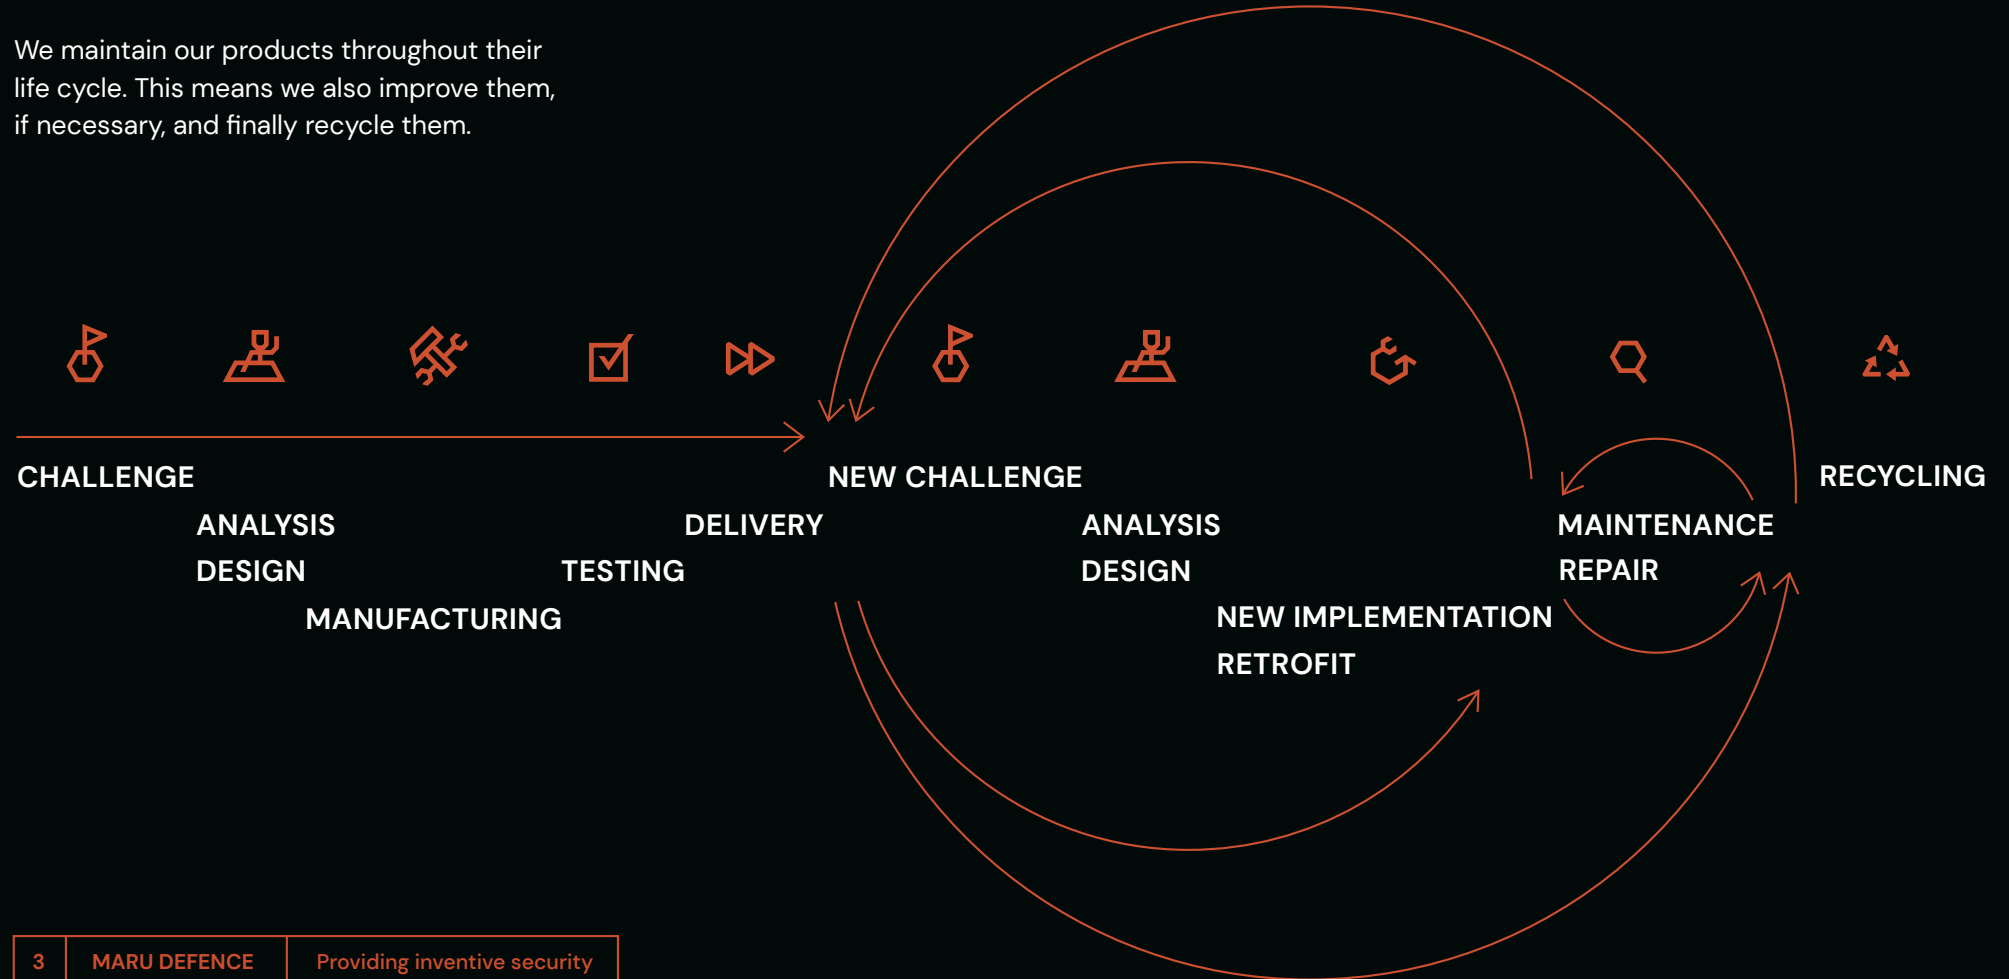 We maintain our products throughout their
life cycle. This means we also improve them,
if necessary, and finally recycle them.
CHALLENGE
ANALYSIS
DESIGN
MANUFACTURING
TESTING
DELIVERY
NEW CHALLENGE
ANALYSIS
DESIGN
NEW IMPLEMENTATION
RETROFIT
MAINTENANCE
REPAIR
RECYCLING
3 MARU DEFENCE Providing inventive security